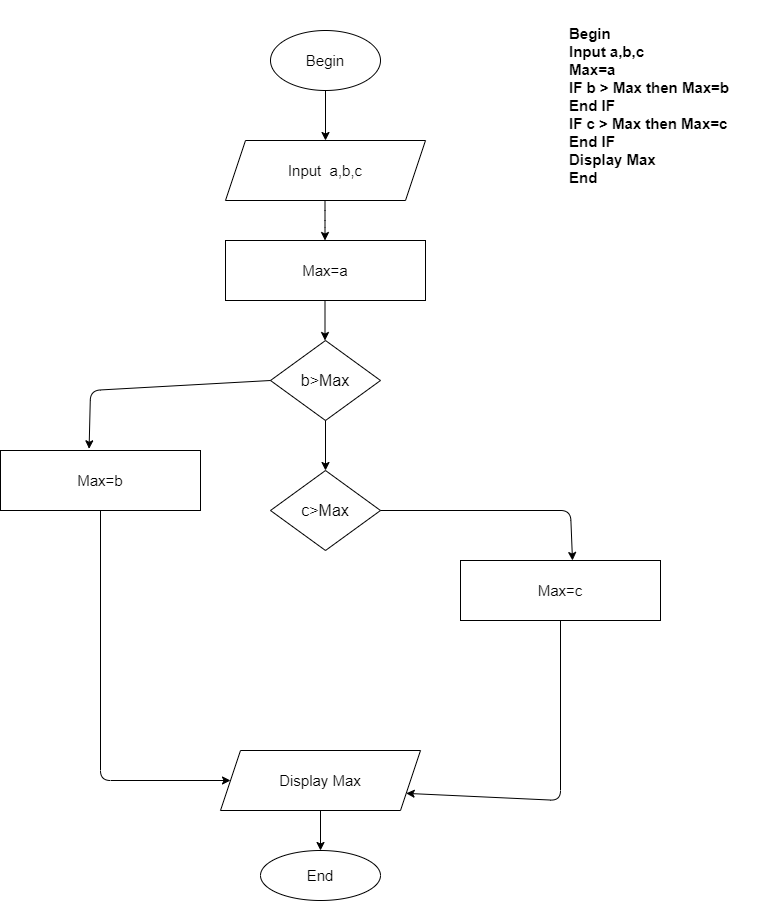 Begin
Input a,b,c
Max=a
b>Max
Max=b
c>Max
Max=c
Display Max
End
Begin
Input a,b,c
Max=a
IF b > Max then Max=b
End IF
IF c > Max then Max=c
End IF
Display Max
End